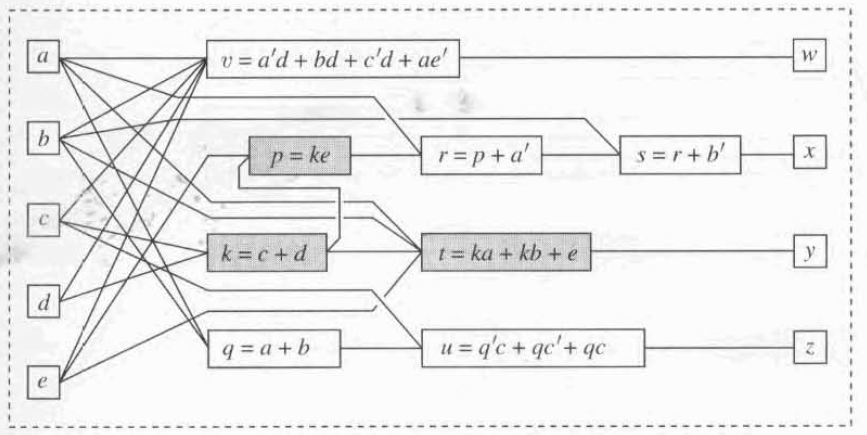 a
v = a′d + bd + c′d + ae′
w
b
p = ke
r = p + a′
s = r + b′
x
c
k = c + d
t = ka + kb + e
y
d
e
q = a + b
u = q′c + qc′ + qc
z